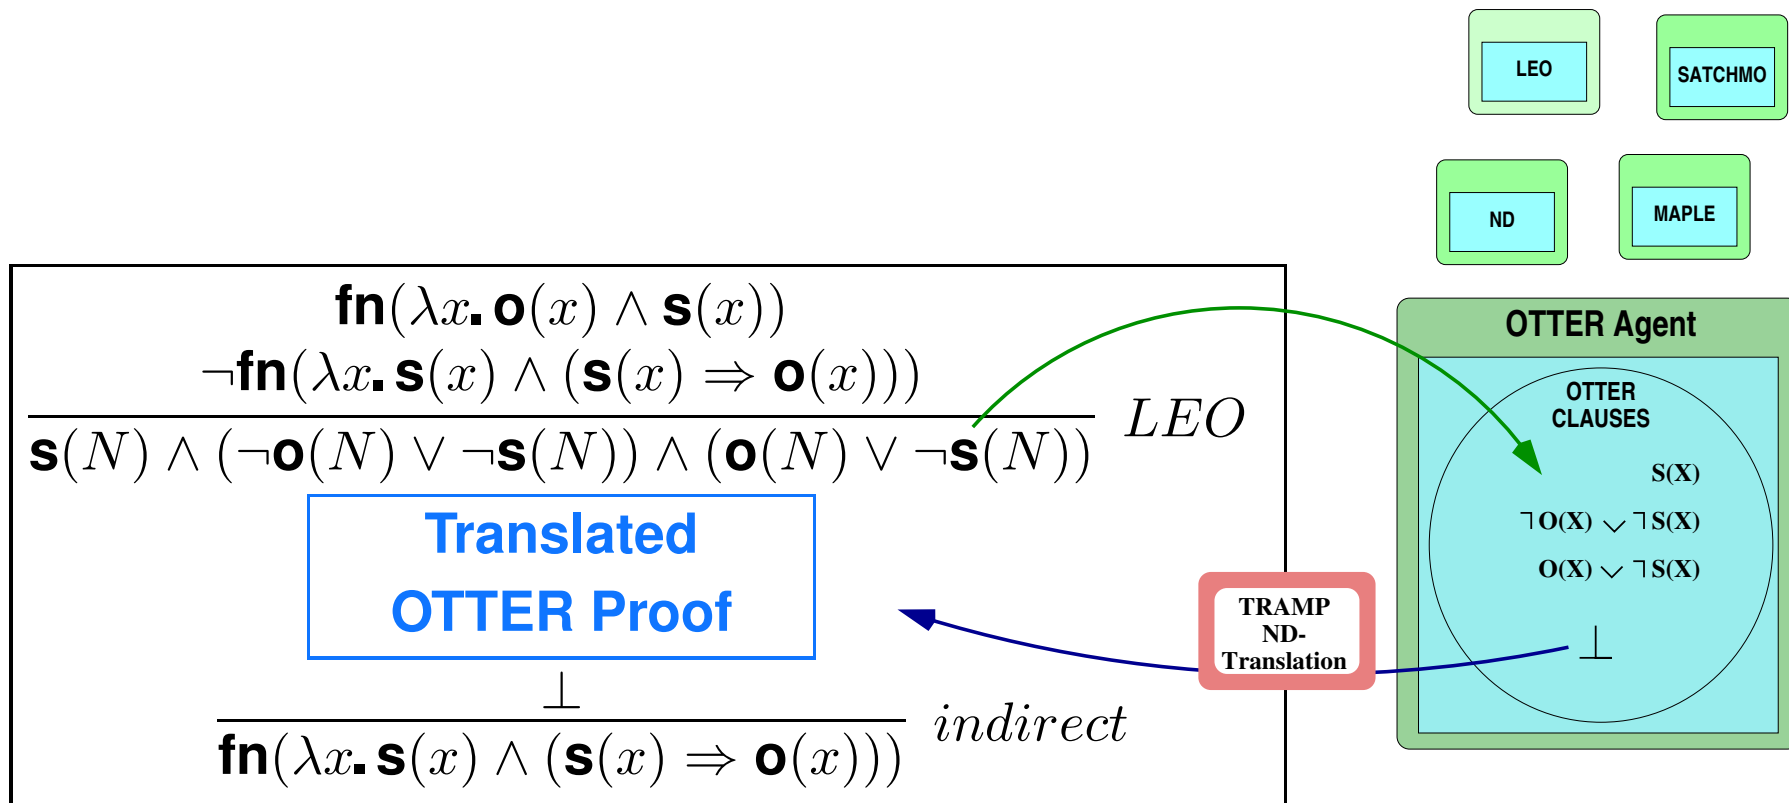 LEO
SATCHMO
ND
MAPLE
fn(λx. o(x) ∧ s(x))
¬fn(λx. s(x) ∧ (s(x) ⇒ o(x)))
s(N) ∧ (¬o(N) ∨ ¬s(N)) ∧ (o(N) ∨ ¬s(N))
LEO
Translated
OTTER Proof
⊥
indirect
fn(λx. s(x) ∧ (s(x) ⇒ o(x)))
TRAMP
ND-
Translation
OTTER Agent
OTTER
CLAUSES
S(X)
¬O(X) ∨ ¬S(X)
O(X) ∨ ¬S(X)
⊥